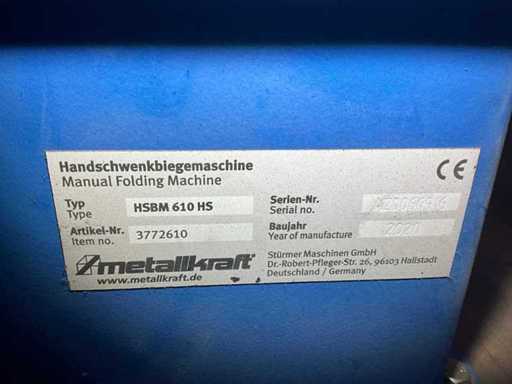 Handschwenkbiegemaschine
Manual Folding Machine
CE
Typ
Type
HSBM 610 HS
Serien-Nr.
Serial no.
Artikel-Nr.
Item no.
3772610
Baujahr
Year of manufacture
2020
metallkraft®
www.metallkraft.de
Stürmer Maschinen GmbH
Dr.-Robert-Pfleger-Str. 26, 96103 Hallstadt
Deutschland / Germany